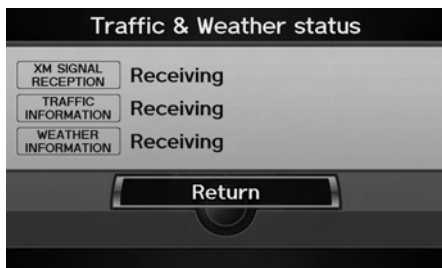 Traffic & Weather status
XM SIGNAL
RECEPTION
Receiving
TRAFFIC
INFORMATION
Receiving
WEATHER
INFORMATION
Receiving
Return